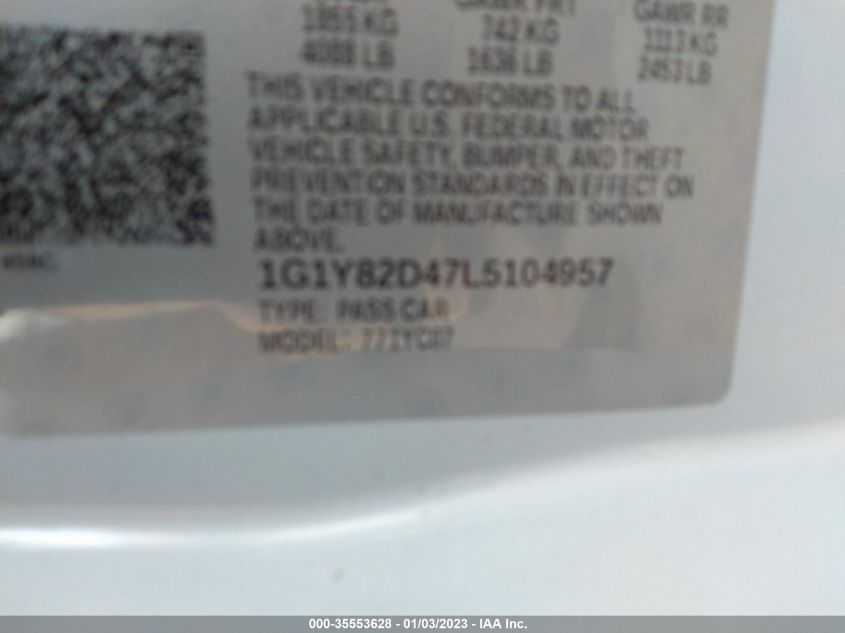 1855 KG
742 KG
GAWR RR
1113 KG
4088 LB
1636 LB
2453 LB
THIS VEHICLE CONFORMS TO ALL
APPLICABLE U.S. FEDERAL MOTOR
VEHICLE SAFETY, BUMPER, AND THEFT
PREVENTION STANDARDS IN EFFECT ON
THE DATE OF MANUFACTURE SHOWN
ABOVE.
1G1Y82D47L5104957
TYPE: PASS CAR
MODEL: 771YC07
000-35553628 - 01/03/2023 - IAA Inc.